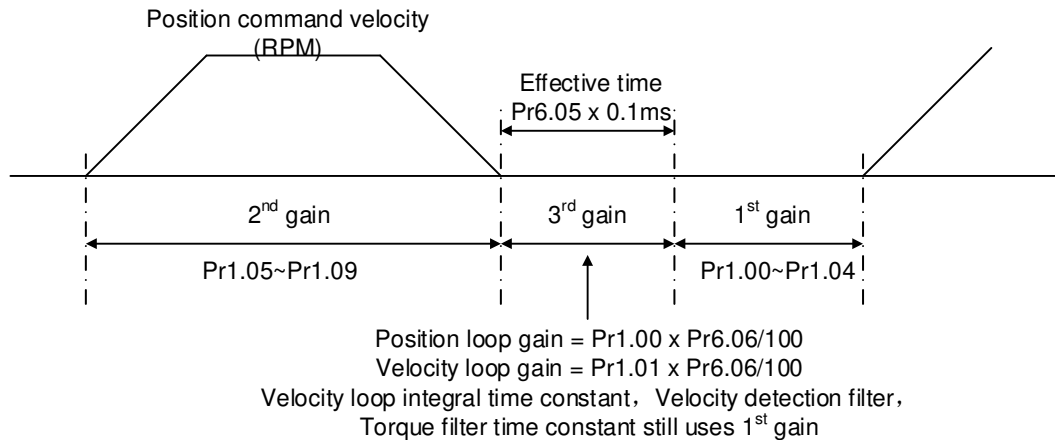 Position command velocity
(RPM)
Effective time
Pr6.05 x 0.1ms
2nd gain
3rd gain
1st gain
Pr1.05~Pr1.09
Pr1.00~Pr1.04
Position loop gain = Pr1.00 x Pr6.06/100
Velocity loop gain = Pr1.01 x Pr6.06/100
Velocity loop integral time constant，Velocity detection filter，
Torque filter time constant still uses 1st gain